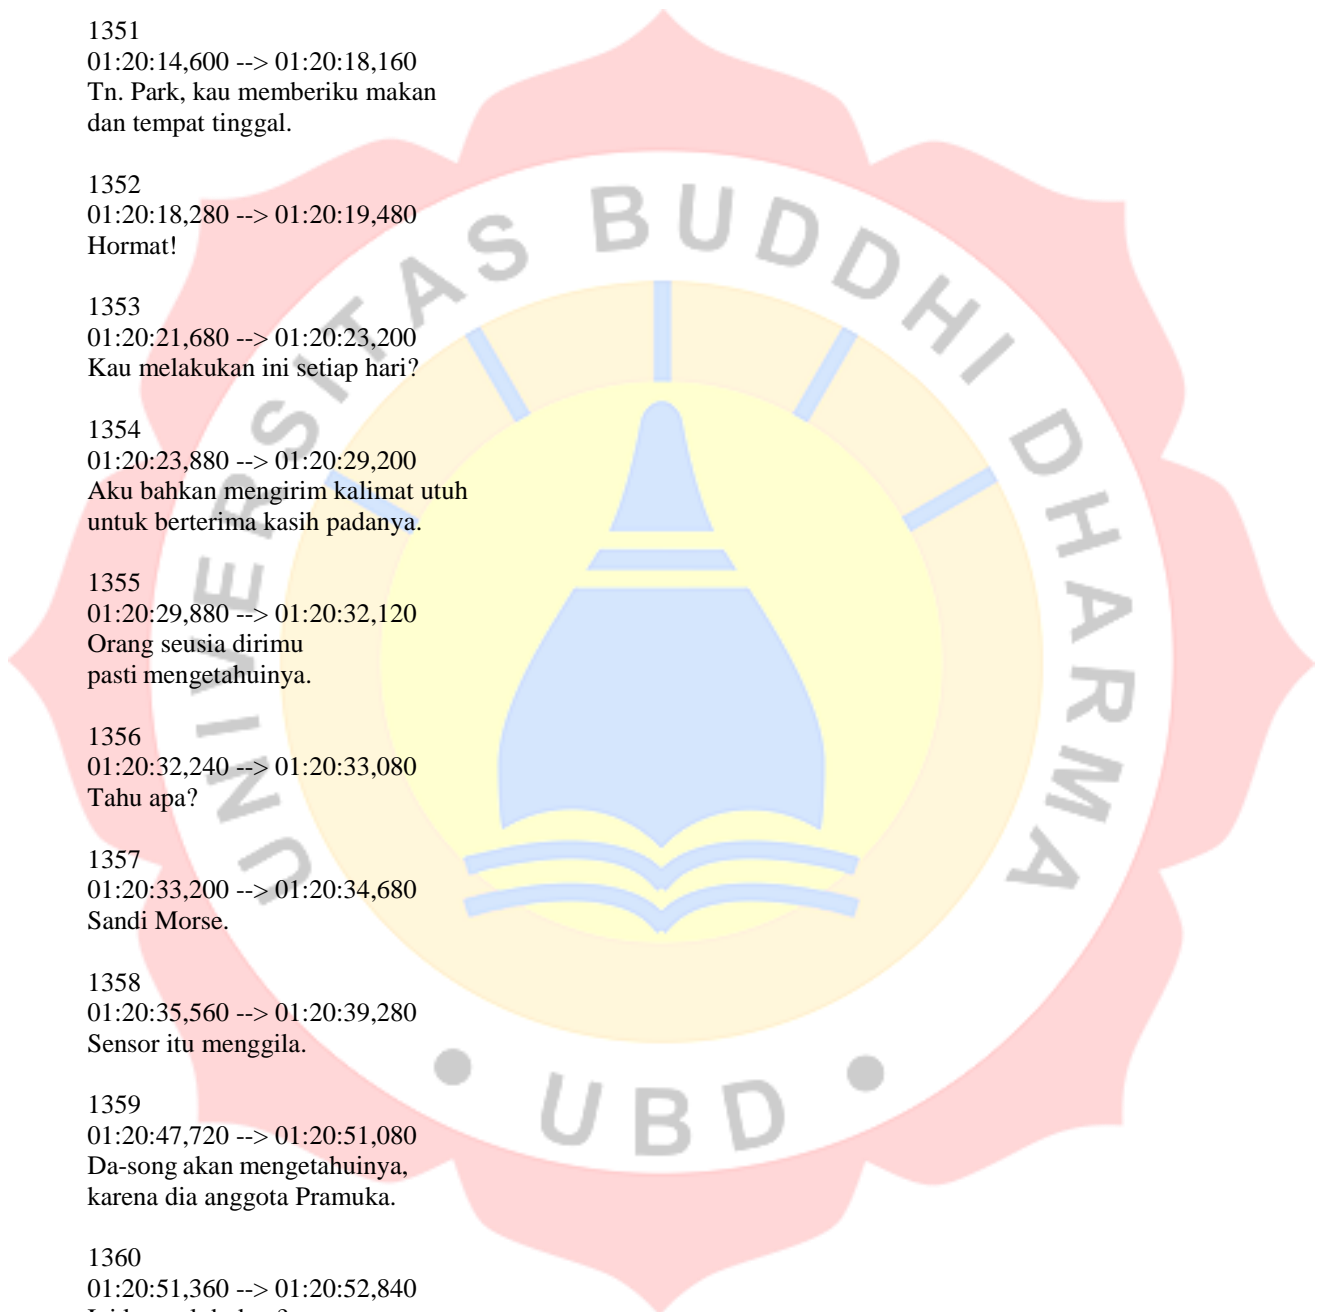 1351
01:20:14,600 --> 01:20:18,160
Tn. Park, kau memberiku makan
dan tempat tinggal.
1352
01:20:18,280 --> 01:20:19,480
Hormat!
1353
01:20:21,680 --> 01:20:23,200
Kau melakukan ini setiap hari?
1354
01:20:23,880 --> 01:20:29,200
Aku bahkan mengirim kalimat utuh
untuk berterima kasih padanya.
1355
01:20:29,880 --> 01:20:32,120
Orang seusia dirimu
pasti mengetahuinya.
1356
01:20:32,240 --> 01:20:33,080
Tahu apa?
1357
01:20:33,200 --> 01:20:34,680
Sandi Morse.
1358
01:20:35,560 --> 01:20:39,280
Sensor itu menggila.
1359
01:20:47,720 --> 01:20:51,080
Da-song akan mengetahuinya,
karena dia anggota Pramuka.
1360
01:20:51,360 --> 01:20:52,840
UNIVERSITAS BUDDHI DHARMA
• UBD •